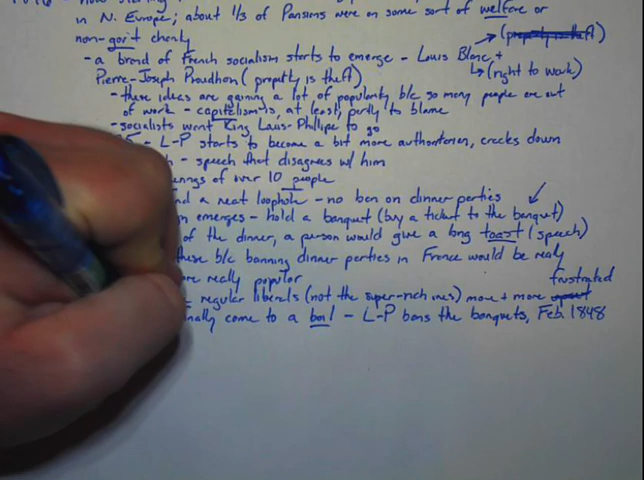 in N. Europe; about 1/3 of Parisians were on some sort of welfare or
non-gov't charity
(property is theft)
- a brand of French socialism starts to emerge - Louis Blanc +
(right to work)
Pierre-Joseph Proudhon (property is theft)
- these ideas are gaining a lot of popularity b/c so many people are out
of work - capitalism is, at least, partly to blame
- socialists want King Louis-Phillipe to go
- L-P starts to become a bit more authoritarian, cracks down
- speech that disagrees w/ him
of over 10 people
a neat loophole - no ban on dinner parties
emerges - hold a banquet (buy a ticket to the banquet)
of the dinner, a person would give a long toast (speech)
these b/c banning dinner parties in France would be really
really popular
frustrated
regular liberals (not the super-rich ones) more + more upset
come to a boil - L-P bans the banquets, Feb 1848